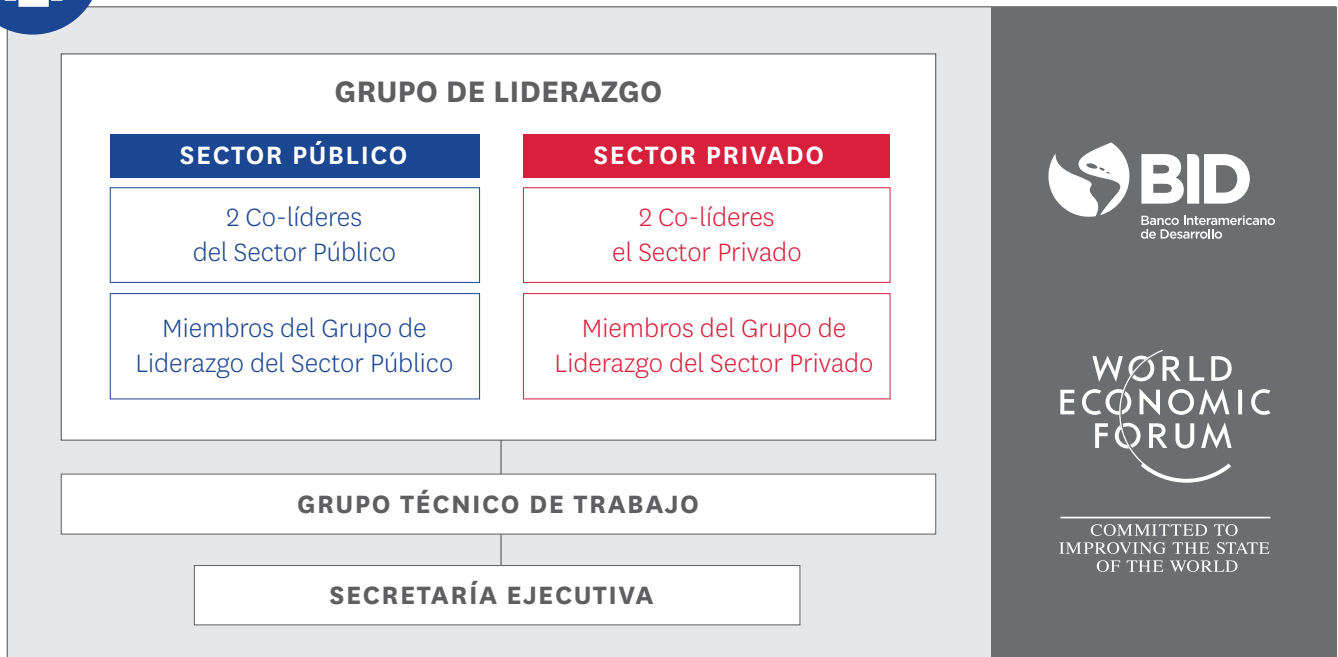 GRUPO DE LIDERAZGO
SECTOR PÚBLICO
2 Co-líderes
del Sector Público
Miembros del Grupo de
Liderazgo del Sector Público
SECTOR PRIVADO
2 Co-líderes
el Sector Privado
Miembros del Grupo de
Liderazgo del Sector Privado
GRUPO TÉCNICO DE TRABAJO
SECRETARÍA EJECUTIVA
BID
Banco Interamericano
de Desarrollo
WORLD
ECONOMIC
FORUM
COMMITTED TO
IMPROVING THE STATE
OF THE WORLD